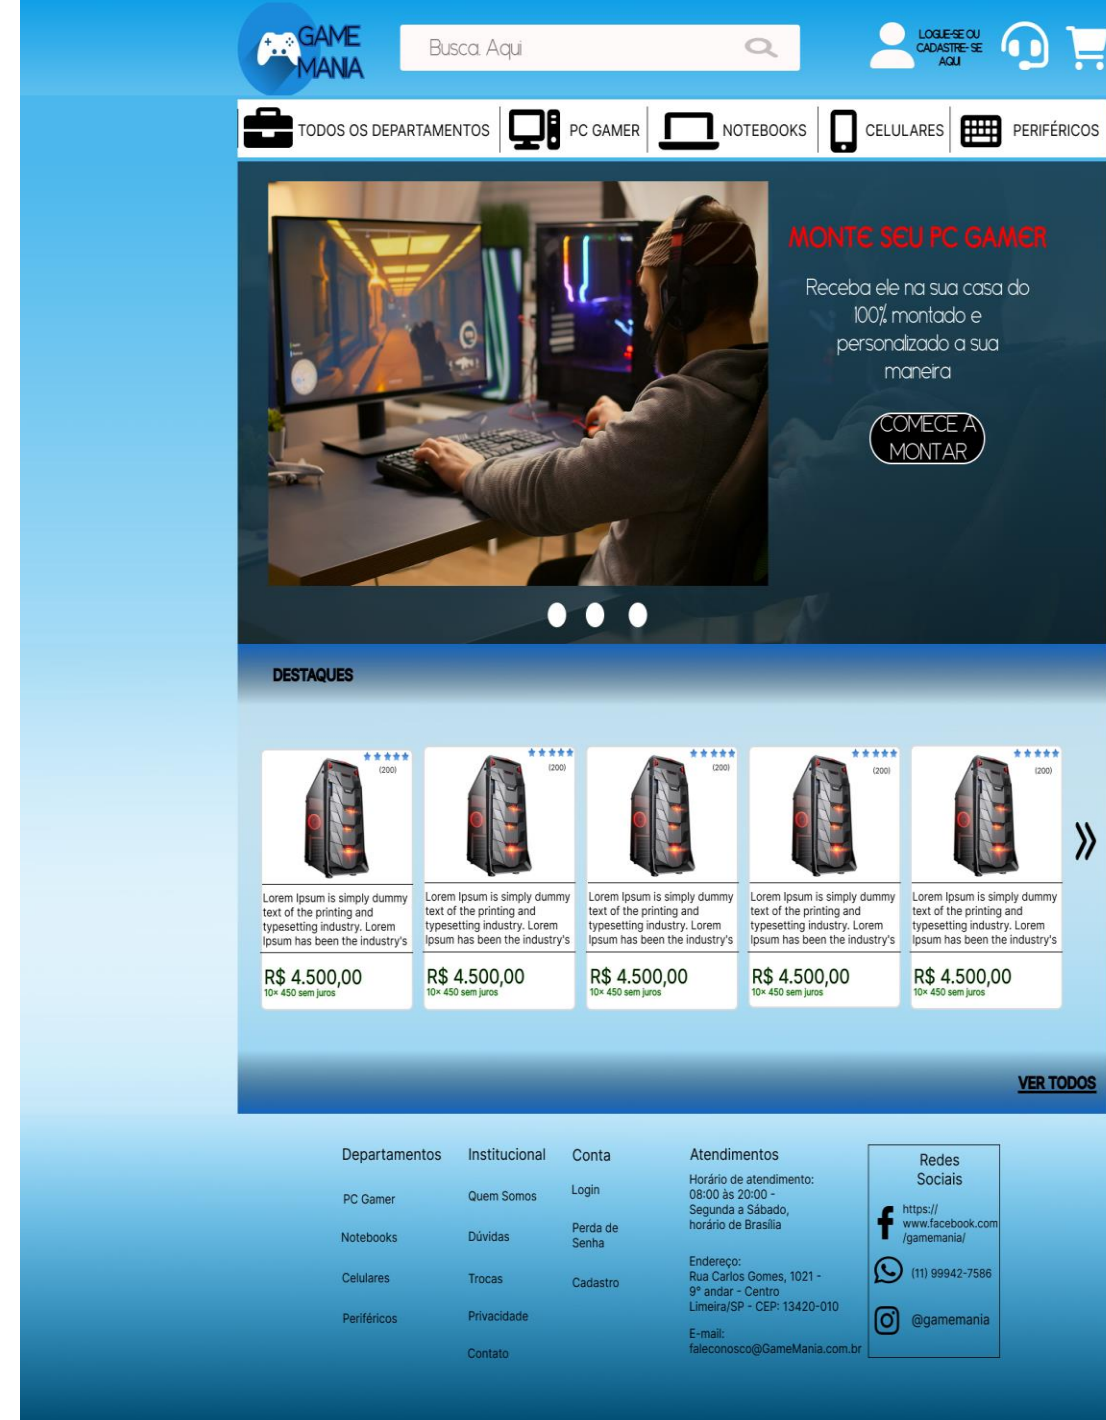 GAME
MANIA
Busca Aqui
LOGUE-SE OU
CADASTRE-SE
AQUI
TODOS OS DEPARTAMENTOS
PC GAMER
NOTEBOOKS
CELULARES
PERIFÉRICOS
MONTE SEU PC GAMER
Receba ele na sua casa do
100% montado e
personalizado a sua
maneira
COMECE A
MONTAR
DESTAQUES
(200)
Lorem Ipsum is simply dummy
text of the printing and
typesetting industry. Lorem
Ipsum has been the industry's
R$ 4.500,00
10× 450 sem juros
(200)
Lorem Ipsum is simply dummy
text of the printing and
typesetting industry. Lorem
Ipsum has been the industry's
R$ 4.500,00
10× 450 sem juros
(200)
Lorem Ipsum is simply dummy
text of the printing and
typesetting industry. Lorem
Ipsum has been the industry's
R$ 4.500,00
10× 450 sem juros
(200)
Lorem Ipsum is simply dummy
text of the printing and
typesetting industry. Lorem
Ipsum has been the industry's
R$ 4.500,00
10× 450 sem juros
(200)
Lorem Ipsum is simply dummy
text of the printing and
typesetting industry. Lorem
Ipsum has been the industry's
R$ 4.500,00
10× 450 sem juros
VER TODOS
Departamentos
PC Gamer
Notebooks
Celulares
Periféricos
Institucional
Quem Somos
Dúvidas
Trocas
Privacidade
Contato
Conta
Login
Perda de
Senha
Cadastro
Atendimentos
Horário de atendimento:
08:00 às 20:00 -
Segunda a Sábado,
horário de Brasília
Endereço:
Rua Carlos Gomes, 1021 -
9° andar - Centro
Limeira/SP - CEP: 13420-010
E-mail:
faleconosco@GameMania.com.br
Redes
Sociais
https://
www.facebook.com
/gamemania/
(11) 99942-7586
@gamemania